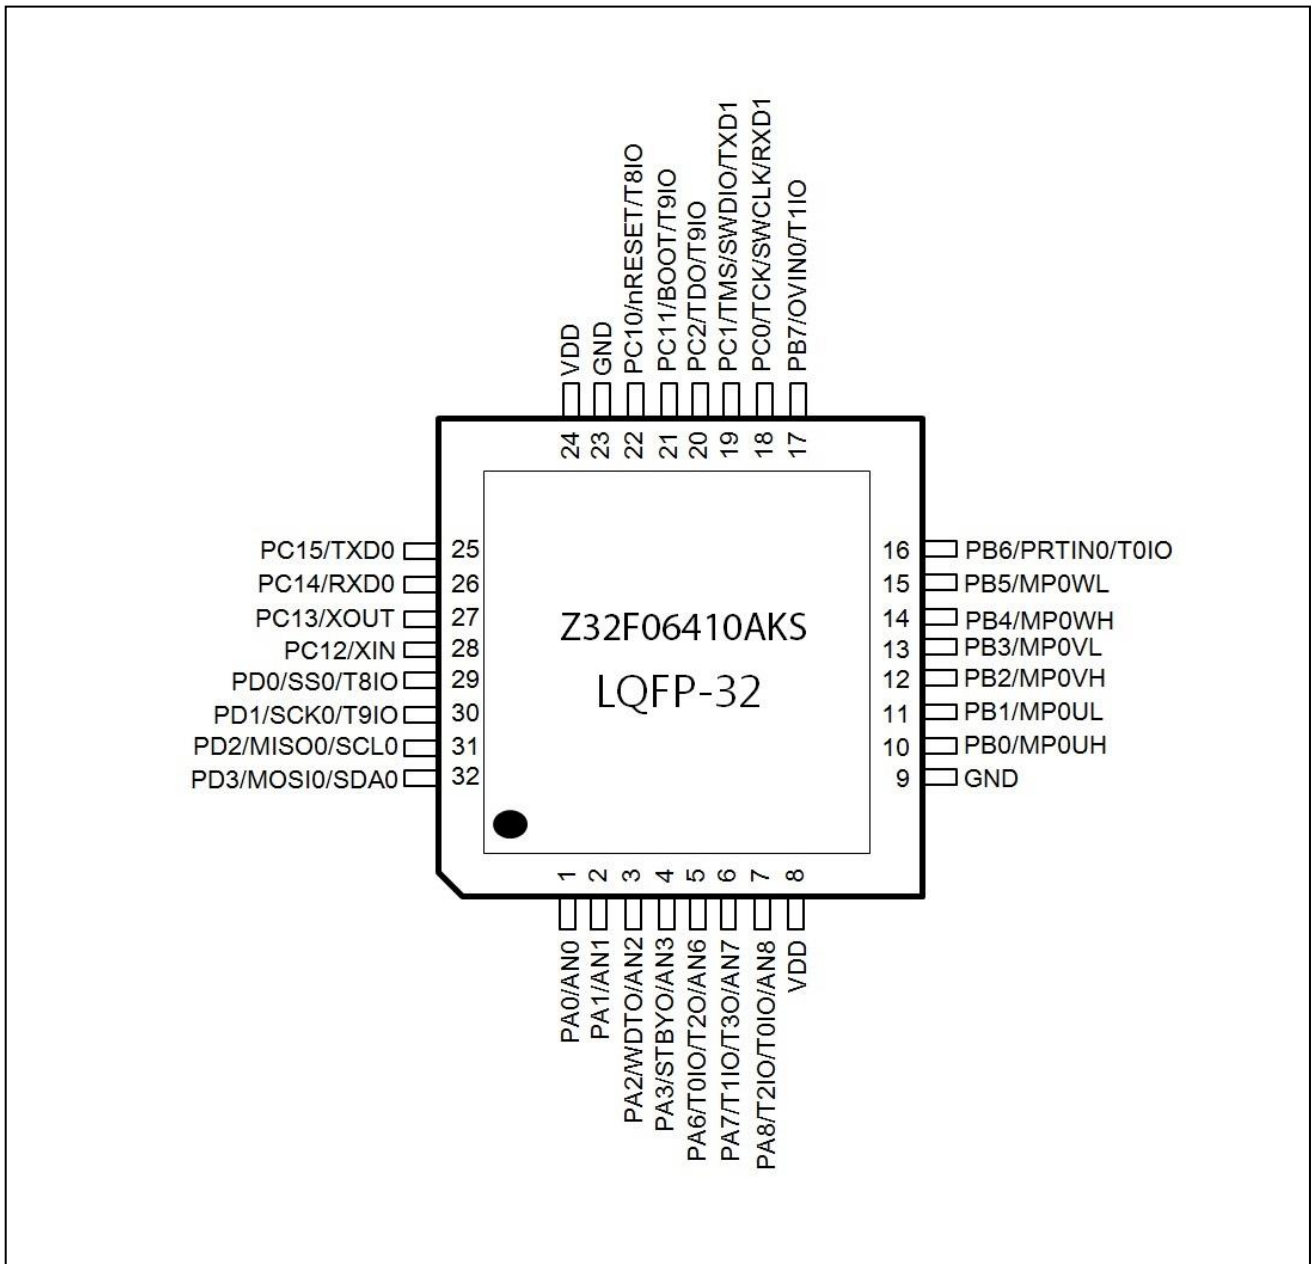 VDD
GND
PC10/nRESET/T8IO
PC11/BOOT/T9IO
PC2/TDO/T9IO
PC1/TMS/SWDIO/TXD1
PC0/TCK/SWCLK/RXD1
PB7/OVIN0/T1IO
24
23
22
21
20
19
18
17
PC15/TXD0 25
PC14/RXD0 26
PC13/XOUT 27
PC12/XIN 28
PD0/SS0/T8IO 29
PD1/SCK0/T9IO 30
PD2/MISO0/SCL0 31
PD3/MOSI0/SDA0 32
Z32F06410AKS
LQFP-32
16 PB6/PRTIN0/T0IO
15 PB5/MP0WL
14 PB4/MP0WH
13 PB3/MP0VL
12 PB2/MP0VH
11 PB1/MP0UL
10 PB0/MP0UH
9 GND
1
2
3
4
5
6
7
8
PA0/AN0
PA1/AN1
PA2/WDTO/AN2
PA3/STBYO/AN3
PA6/T0IO/T2O/AN6
PA7/T1IO/T3O/AN7
PA8/T2IO/T0IO/AN8
VDD